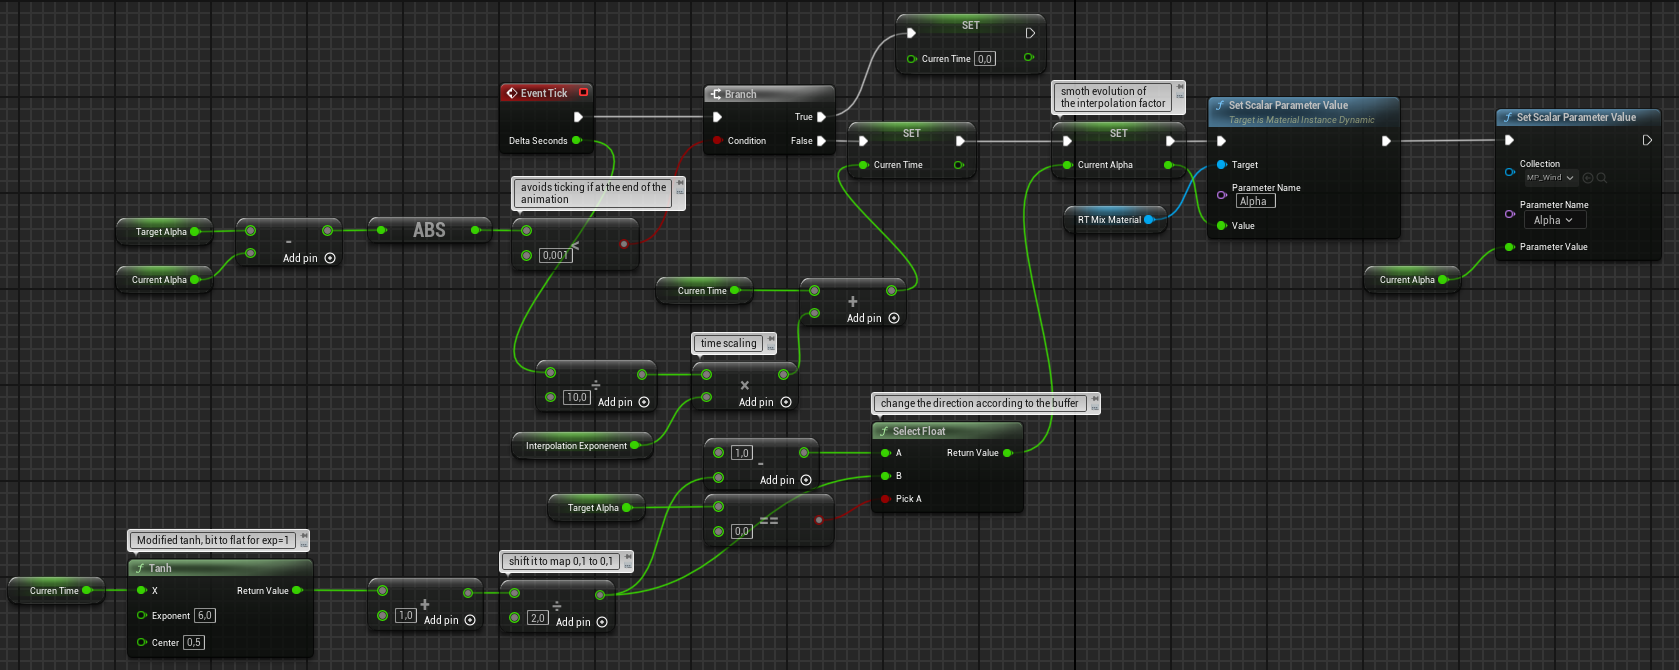 SET
Curren Time 0,0
Event Tick
Delta Seconds
Branch
True
Condition
False
SET
Curren Time
smoth evolution of
the interpolation factor
SET
Current Alpha
Set Scalar Parameter Value
Target is Material Instance Dynamic
Target
Parameter Name
Alpha
Value
RT Mix Material
Set Scalar Parameter Value
Collection
MP_Wind
Parameter Name
Alpha
Parameter Value
Current Alpha
avoids ticking if at the end of the
animation
Target Alpha
Current Alpha
-
Add pin
ABS
<
0,001
Curren Time
+
Add pin
time scaling
÷
10,0
Add pin
×
Add pin
Interpolation Exponenent
change the direction according to the buffer
Select Float
A
Return Value
B
Pick A
1,0
-
Add pin
Target Alpha
==
0,0
Modified tanh, bit to flat for exp=1
Tanh
Curren Time
X
Return Value
Exponent 6,0
Center 0,5
+
1,0
Add pin
shift it to map 0,1 to 0,1
÷
2,0
Add pin